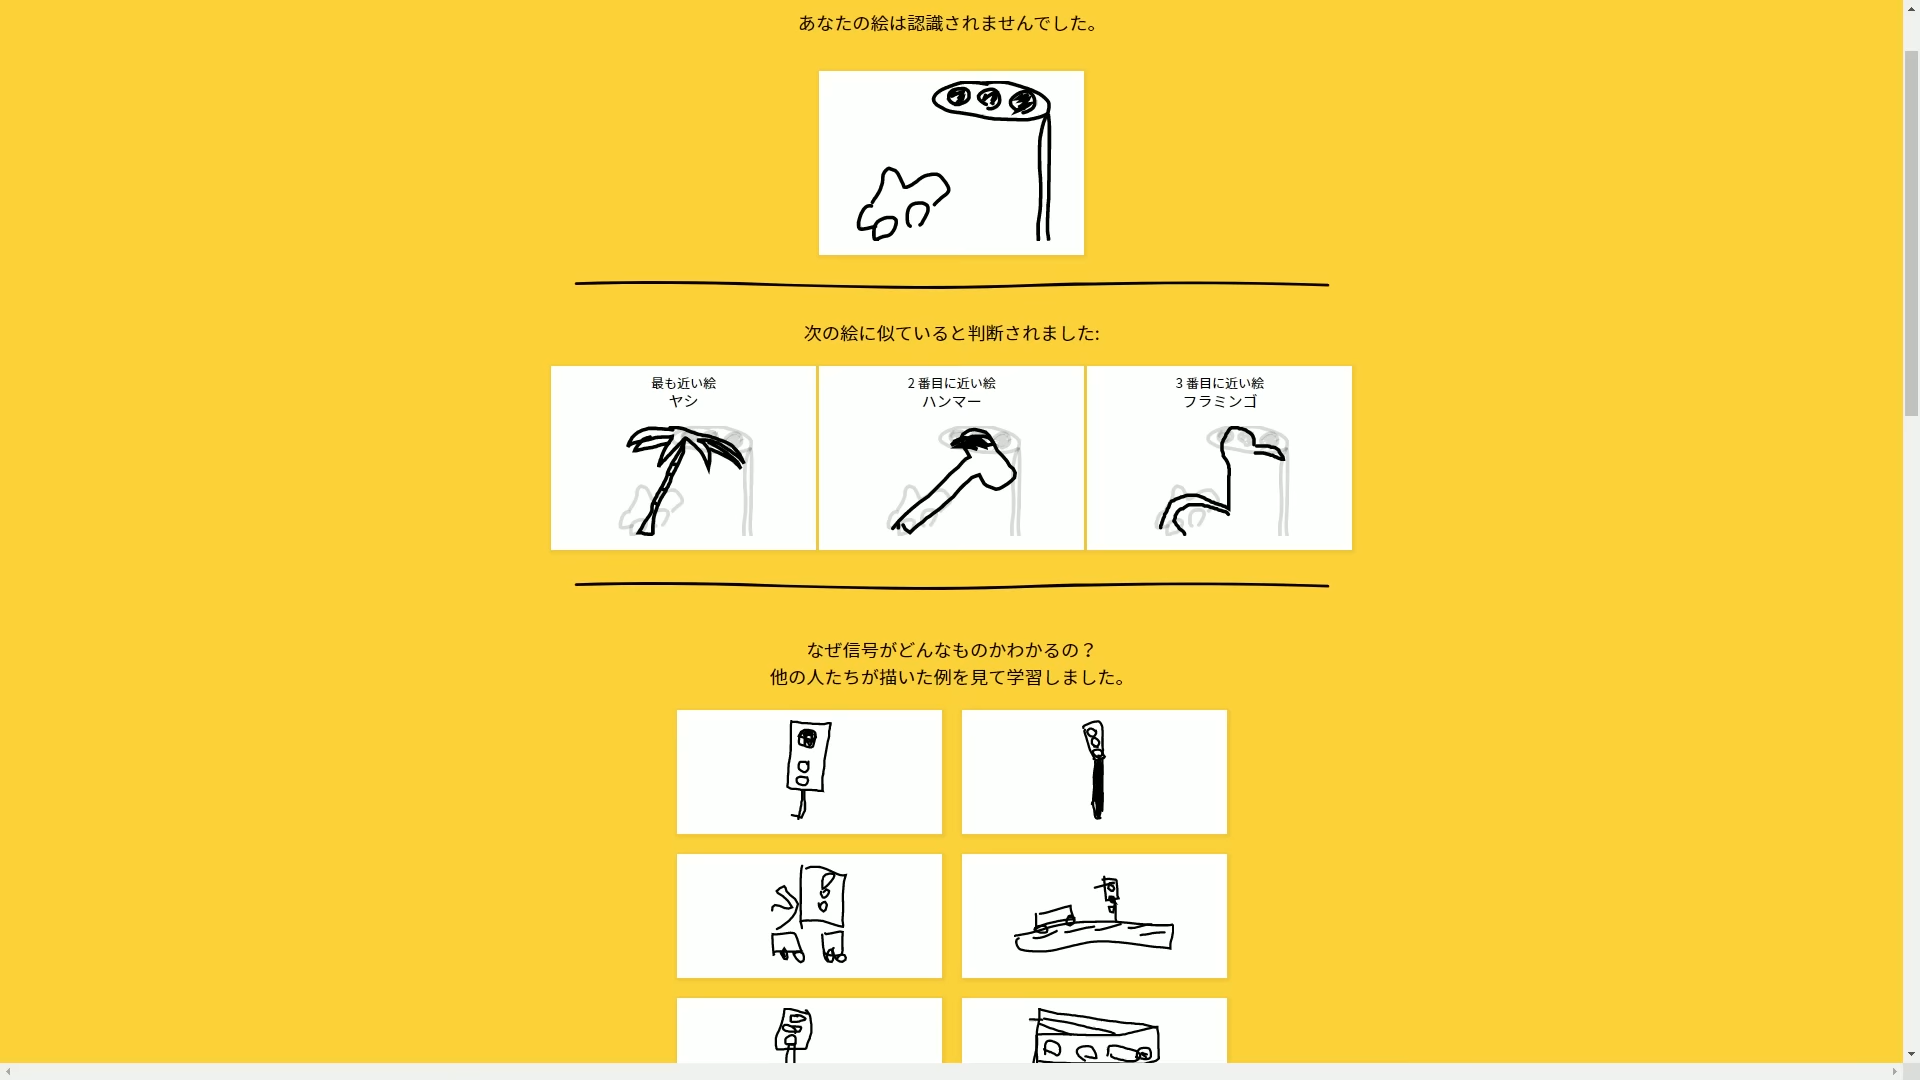 あなたの絵は認識されませんでした。
次の絵に似ていると判断されました:
最も近い絵
ヤシ
2 番目に近い絵
ハンマー
3 番目に近い絵
フラミンゴ
なぜ信号がどんなものかわかるの？
他の人たちが描いた例を見て学習しました。